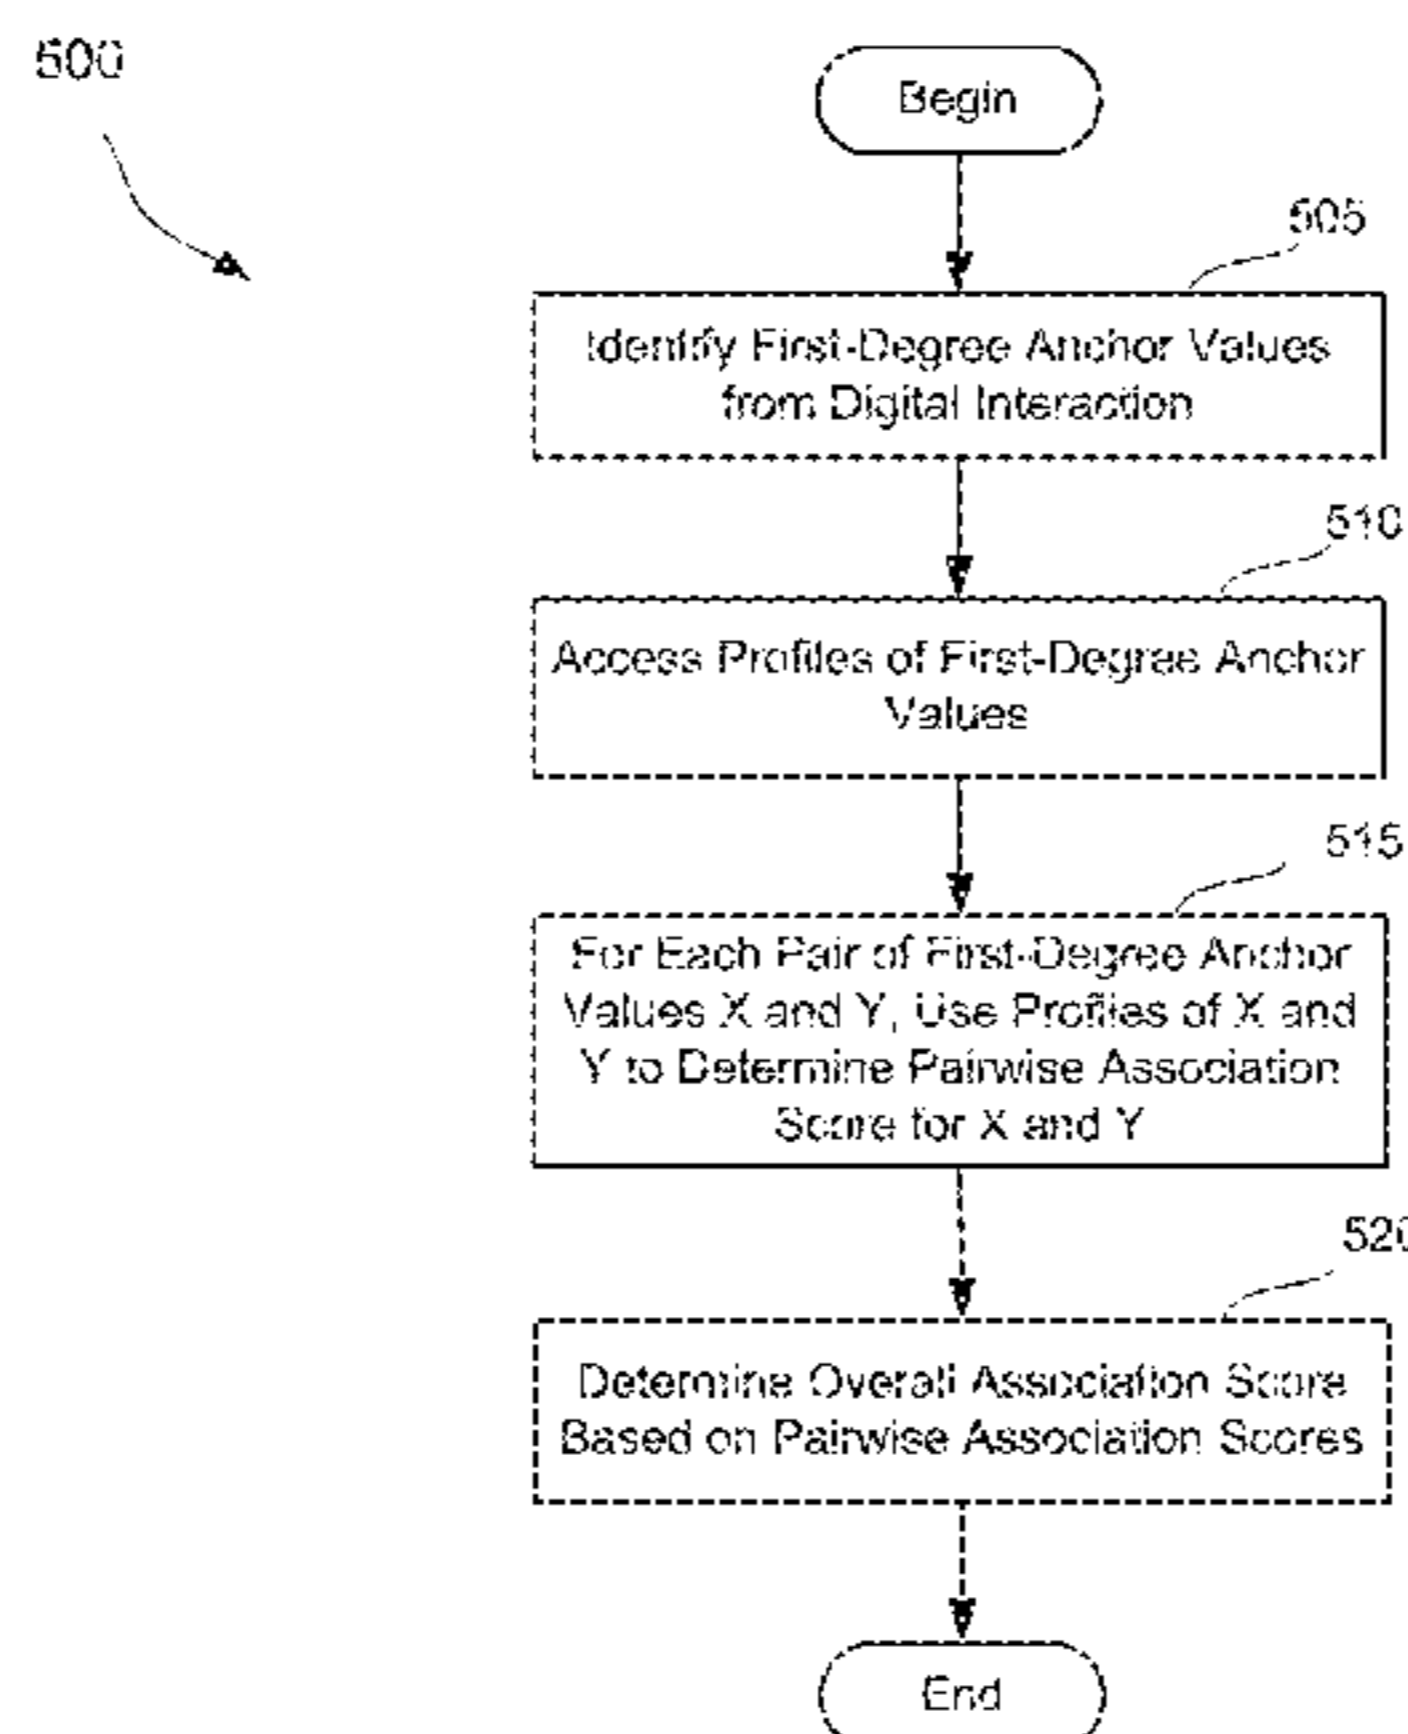 500
Begin
505
Identify First-Degree Anchor Values
from Digital Interaction
510
Access Profiles of First-Degree Anchor
Values
515
For Each Pair of First-Degree Anchor
Values X and Y, Use Profiles of X and
Y to Determine Pairwise Association
Score for X and Y
520
Determine Overall Association Score
Based on Pairwise Association Scores
End